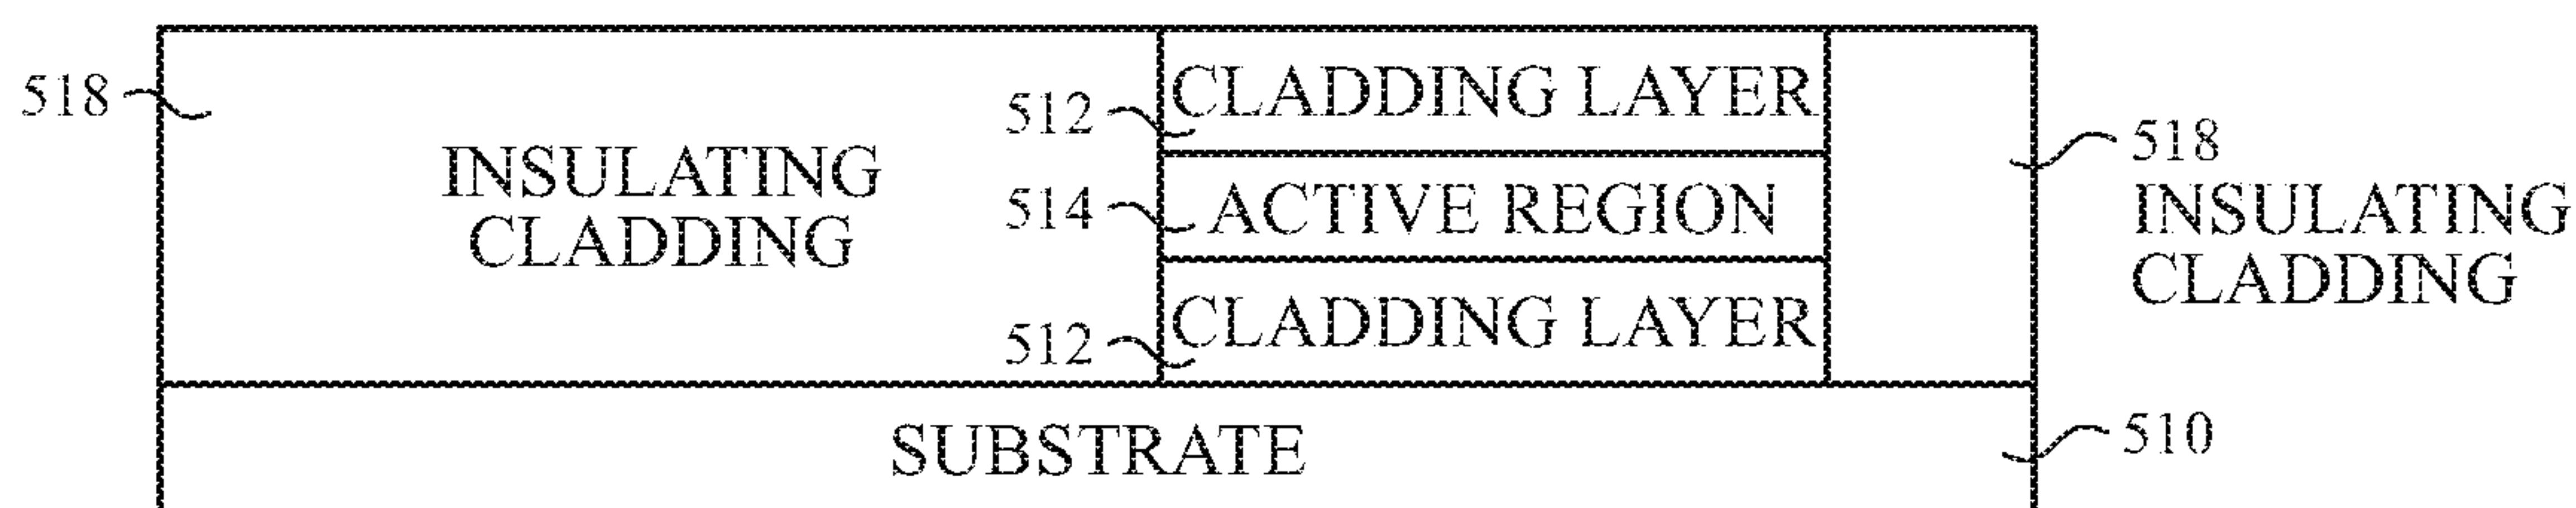 518
INSULATING
CLADDING
512
CLADDING LAYER
514
ACTIVE REGION
512
CLADDING LAYER
518
INSULATING
CLADDING
SUBSTRATE
510